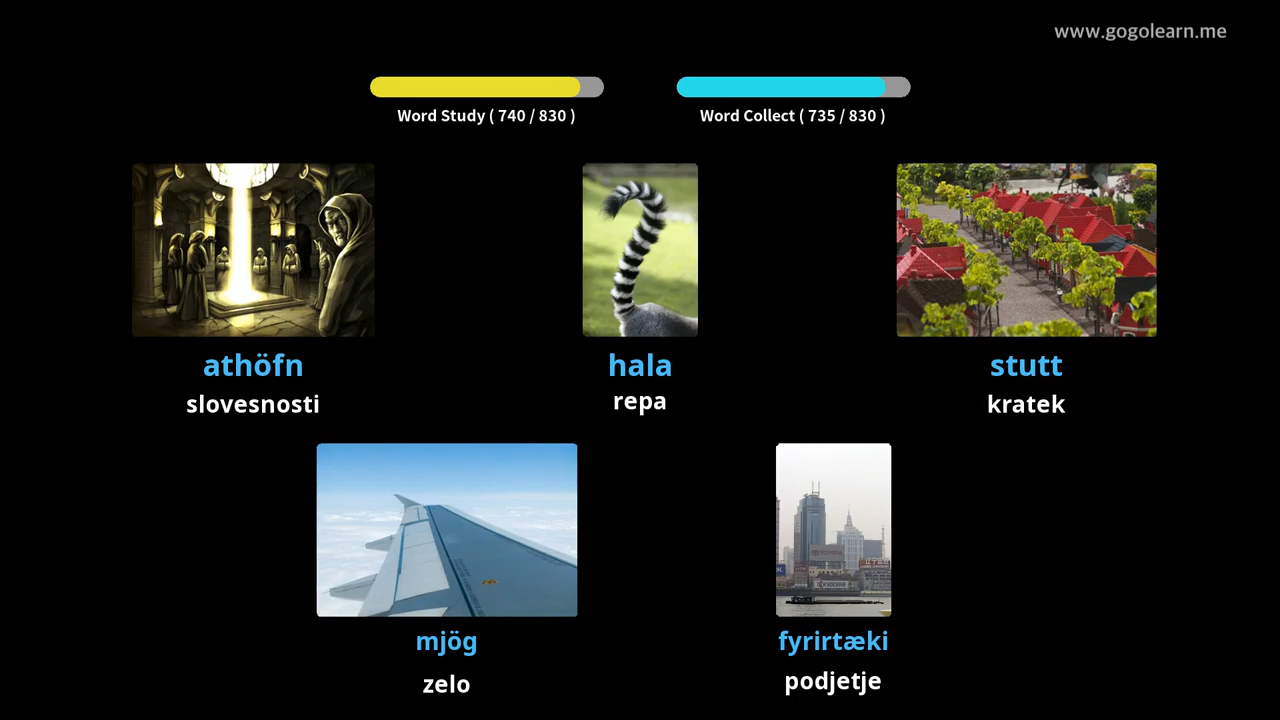 www.gogolearn.me
Word Study ( 740 / 830 )
Word Collect ( 735 / 830 )
athöfn
slovesnosti
hala
repa
stutt
kratek
TOYOTA
mjög
zelo
fyrirtæki
podjetje